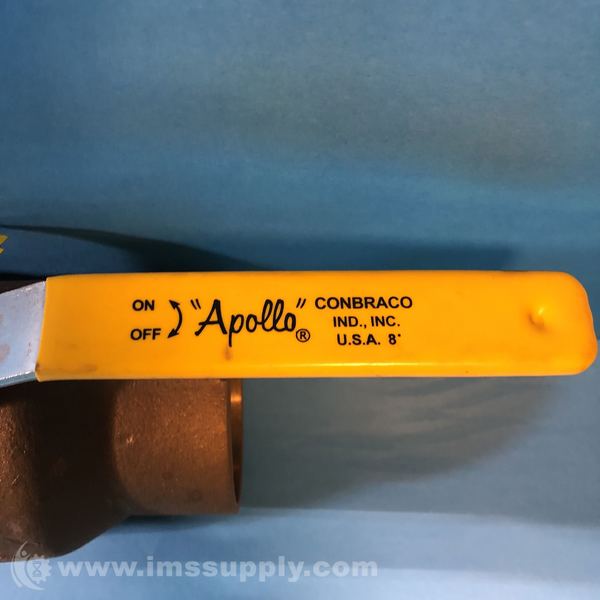 ON "Apollo"® CONBRACO
OFF IND., INC.
U.S.A. 8"
www.imssupply.com